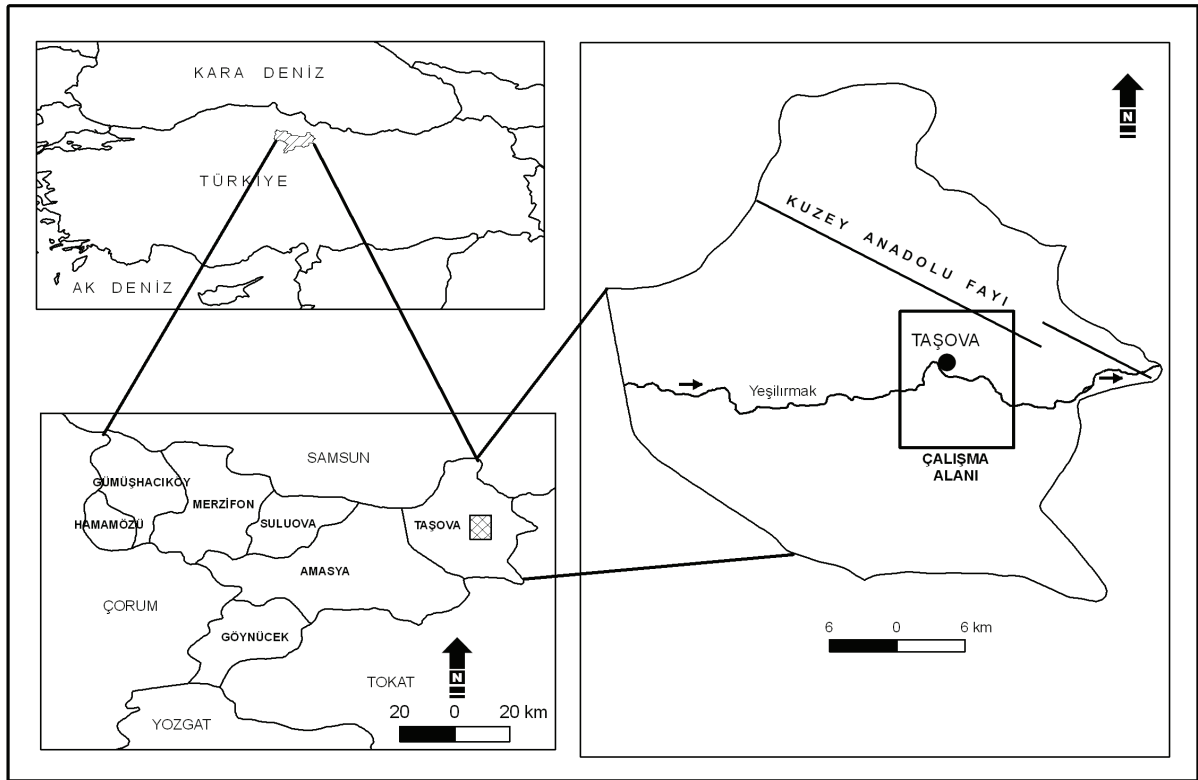 KARA DENİZ
TÜRKİYE
AK DENİZ
SAMSUN
GÜMÜŞHACIKÖY
MERZİFON
HAMAMÖZÜ
SULUOVA
TAŞOVA
AMASYA
ÇORUM
GÖYNÜCEK
N
TOKAT
YOZGAT
20 0 20 km
N
KUZEY ANADOLU FAYI
TAŞOVA
Yeşilırmak
ÇALIŞMA
ALANI
6 0 6 km